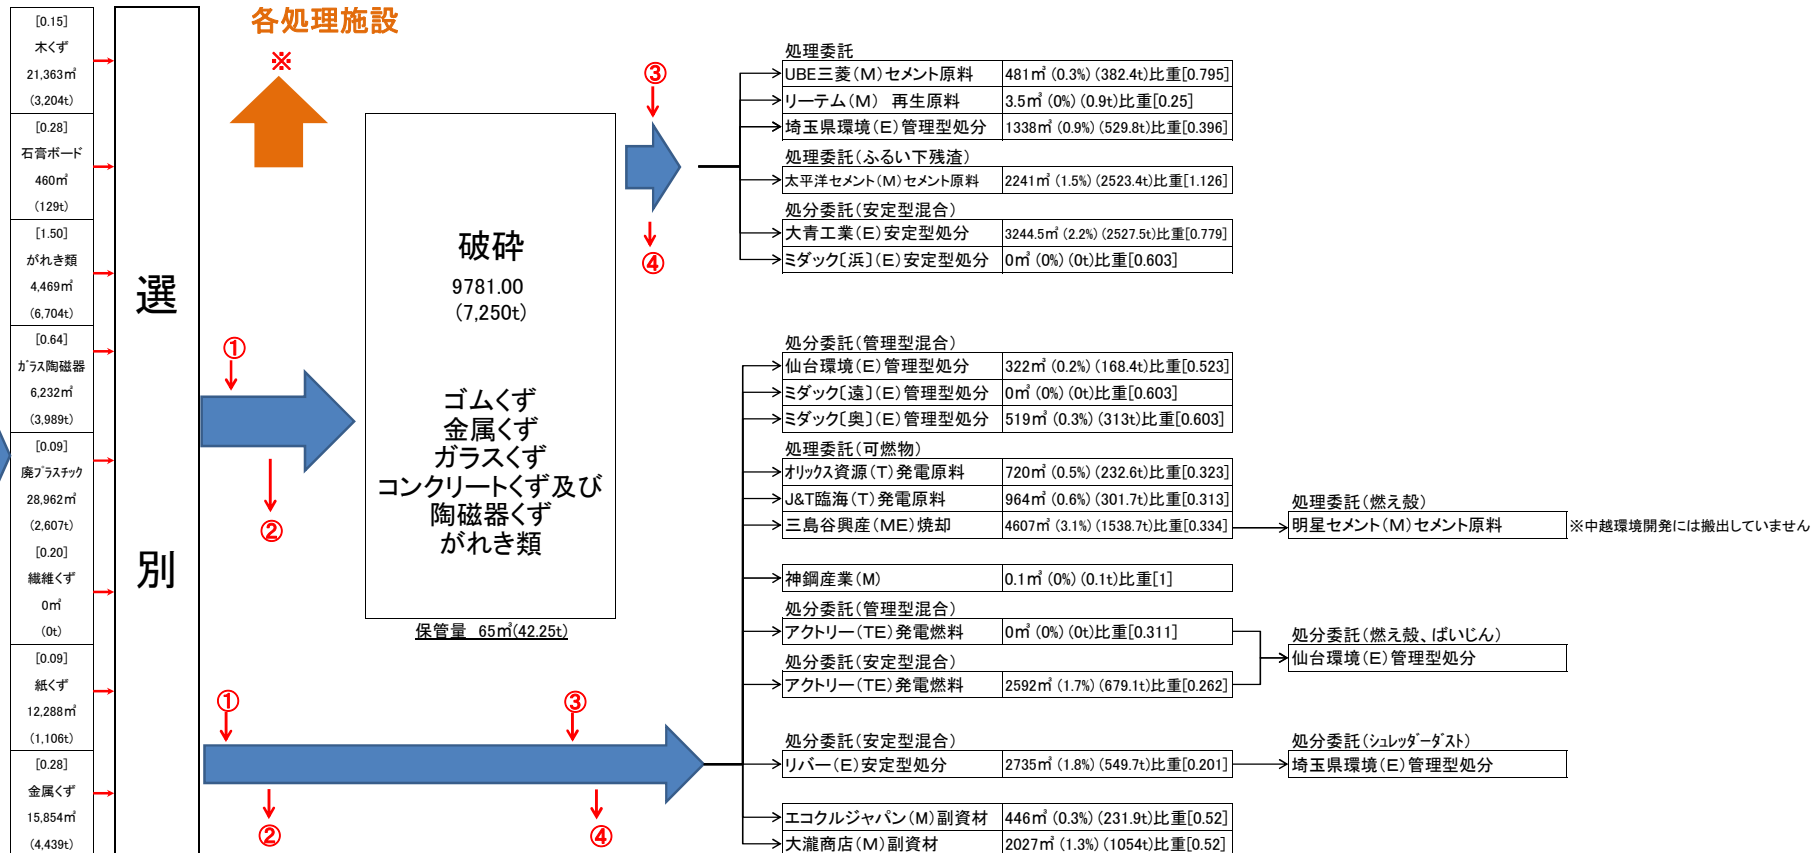 [0.15]
木くず
21,363㎥
(3,204t)
[0.28]
石膏ボード
460㎥
(129t)
[1.50]
がれき類
4,469㎥
(6,704t)
[0.64]
ガラス陶磁器
6,232㎥
(3,989t)
[0.09]
廃プラスチック
28,962㎥
(2,607t)
[0.20]
繊維くず
0㎥
(0t)
[0.09]
紙くず
12,288㎥
(1,106t)
[0.28]
金属くず
15,854㎥
(4,439t)
選
別
各処理施設
※
①
②
破砕
9781.00
(7,250t)
ゴムくず
金属くず
ガラスくず
コンクリートくず及び
陶磁器くず
がれき類
保管量 65㎥(42.25t)
③
④
①
②
③
④
処理委託
UBE三菱(M)セメント原料 481㎥ (0.3%) (382.4t)比重[0.795]
リーテム(M) 再生原料 3.5㎥ (0%) (0.9t)比重[0.25]
埼玉県環境(E)管理型処分 1338㎥ (0.9%) (529.8t)比重[0.396]
処理委託(ふるい下残渣)
太平洋セメント(M)セメント原料 2241㎥ (1.5%) (2523.4t)比重[1.126]
処分委託(安定型混合)
大青工業(E)安定型処分 3244.5㎥ (2.2%) (2527.5t)比重[0.779]
ミダック〔浜〕(E)安定型処分 0㎥ (0%) (0t)比重[0.603]
処分委託(管理型混合)
仙台環境(E)管理型処分 322㎥ (0.2%) (168.4t)比重[0.523]
ミダック〔遠〕(E)管理型処分 0㎥ (0%) (0t)比重[0.603]
ミダック〔奥〕(E)管理型処分 519㎥ (0.3%) (313t)比重[0.603]
処理委託(可燃物)
オリックス資源(T)発電原料 720㎥ (0.5%) (232.6t)比重[0.323]
J&T臨海(T)発電原料 964㎥ (0.6%) (301.7t)比重[0.313]
三島谷興産(ME)焼却 4607㎥ (3.1%) (1538.7t)比重[0.334]
処理委託(燃え殻)
明星セメント(M)セメント原料 ※中越環境開発には搬出していません
神鋼産業(M) 0.1㎥ (0%) (0.1t)比重[1]
処分委託(管理型混合)
アクトリー(TE)発電燃料 0㎥ (0%) (0t)比重[0.311]
処分委託(安定型混合)
アクトリー(TE)発電燃料 2592㎥ (1.7%) (679.1t)比重[0.262]
処分委託(燃え殻、ばいじん)
仙台環境(E)管理型処分
処分委託(安定型混合)
リバー(E)安定型処分 2735㎥ (1.8%) (549.7t)比重[0.201]
処分委託(シュレッダーダスト)
埼玉県環境(E)管理型処分
エコクルジャパン(M)副資材 446㎥ (0.3%) (231.9t)比重[0.52]
大瀧商店(M)副資材 2027㎥ (1.3%) (1054t)比重[0.52]